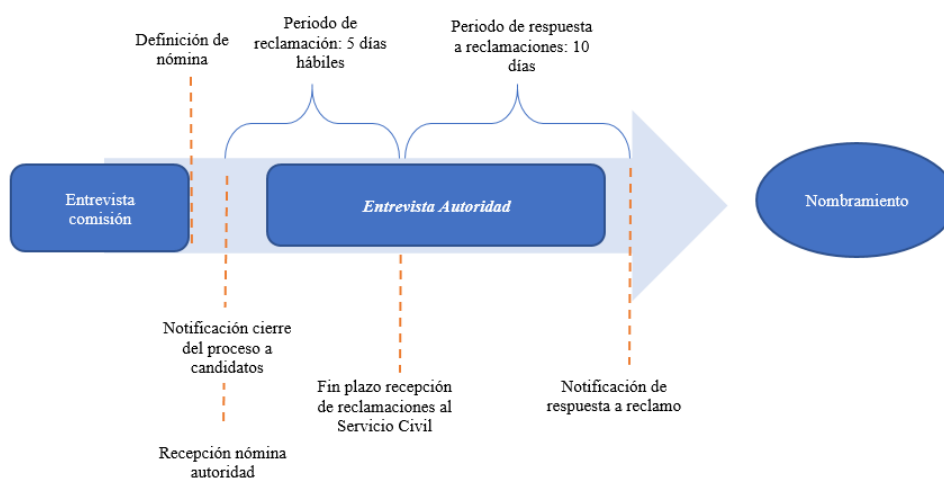 Periodo de
reclamación: 5 días
hábiles
Periodo de respuesta
a reclamaciones: 10
días
Definición de
nómina
Entrevista
comisión
Entrevista Autoridad
Nombramiento
Notificación cierre
del proceso a
candidatos
Fin plazo recepción
de reclamaciones al
Servicio Civil
Notificación de
respuesta a reclamo
Recepción nómina
autoridad